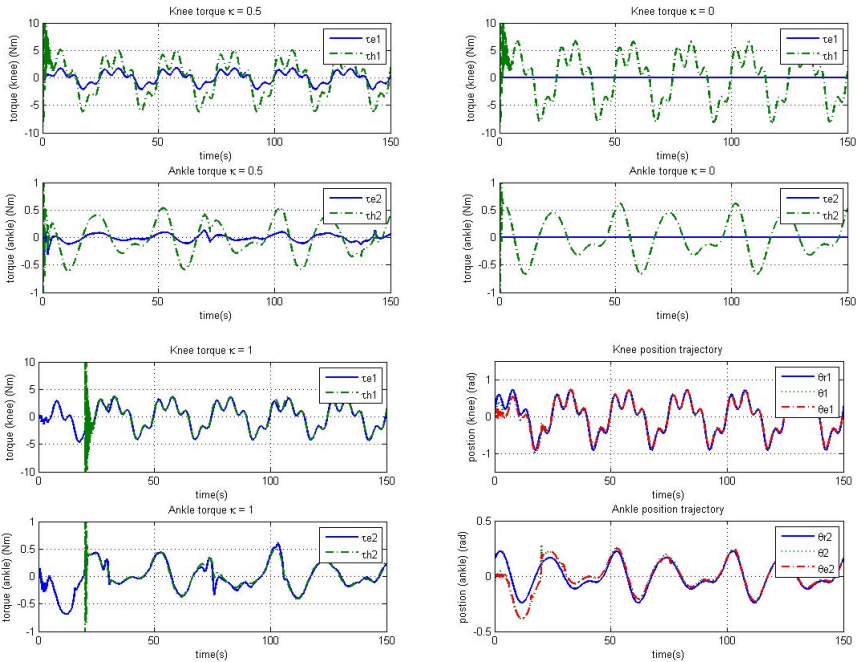 Knee torque κ = 0.5
torque (knee) (Nm)
10
5
0
-5
-10
τe1
τh1
0
50
100
150
time(s)
Knee torque κ = 0
torque (knee) (Nm)
10
5
0
-5
-10
τe1
τh1
0
50
100
150
time(s)
Ankle torque κ = 0.5
torque (ankle) (Nm)
1
0.5
0
-0.5
-1
τe2
τh2
0
50
100
150
time(s)
Ankle torque κ = 0
torque (ankle) (Nm)
1
0.5
0
-0.5
-1
τe2
τh2
0
50
100
150
time(s)
Knee torque κ = 1
torque (knee) (Nm)
10
5
0
-5
-10
τe1
τh1
0
50
100
150
time(s)
Knee position trajectory
postion (knee) (rad)
1
0
-1
θr1
θ1
θe1
0
50
100
150
time(s)
Ankle torque κ = 1
torque (ankle) (Nm)
1
0.5
0
-0.5
-1
τe2
τh2
0
50
100
150
time(s)
Ankle position trajectory
postion (ankle) (rad)
0.5
0
-0.5
θr2
θ2
θe2
0
50
100
150
time(s)